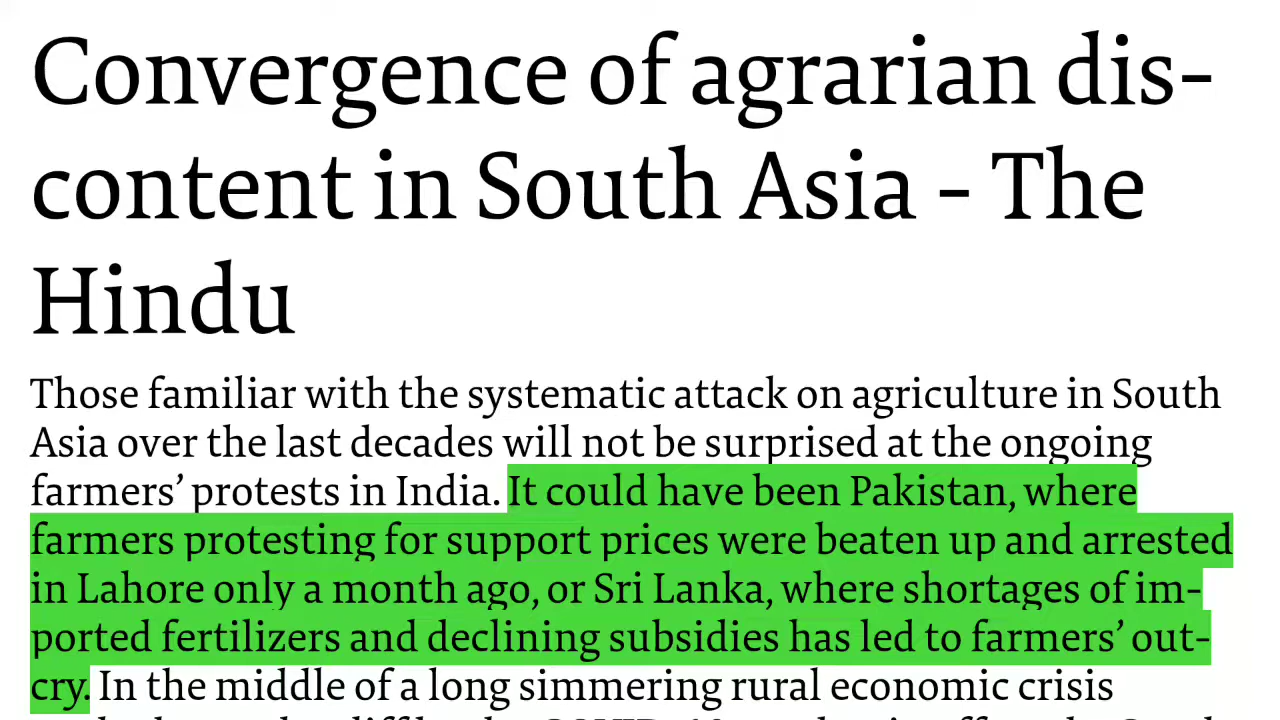 Convergence of agrarian dis-
content in South Asia - The
Hindu
Those familiar with the systematic attack on agriculture in South
Asia over the last decades will not be surprised at the ongoing
farmers’ protests in India. It could have been Pakistan, where
farmers protesting for support prices were beaten up and arrested
in Lahore only a month ago, or Sri Lanka, where shortages of im-
ported fertilizers and declining subsidies has led to farmers’ out-
cry. In the middle of a long simmering rural economic crisis